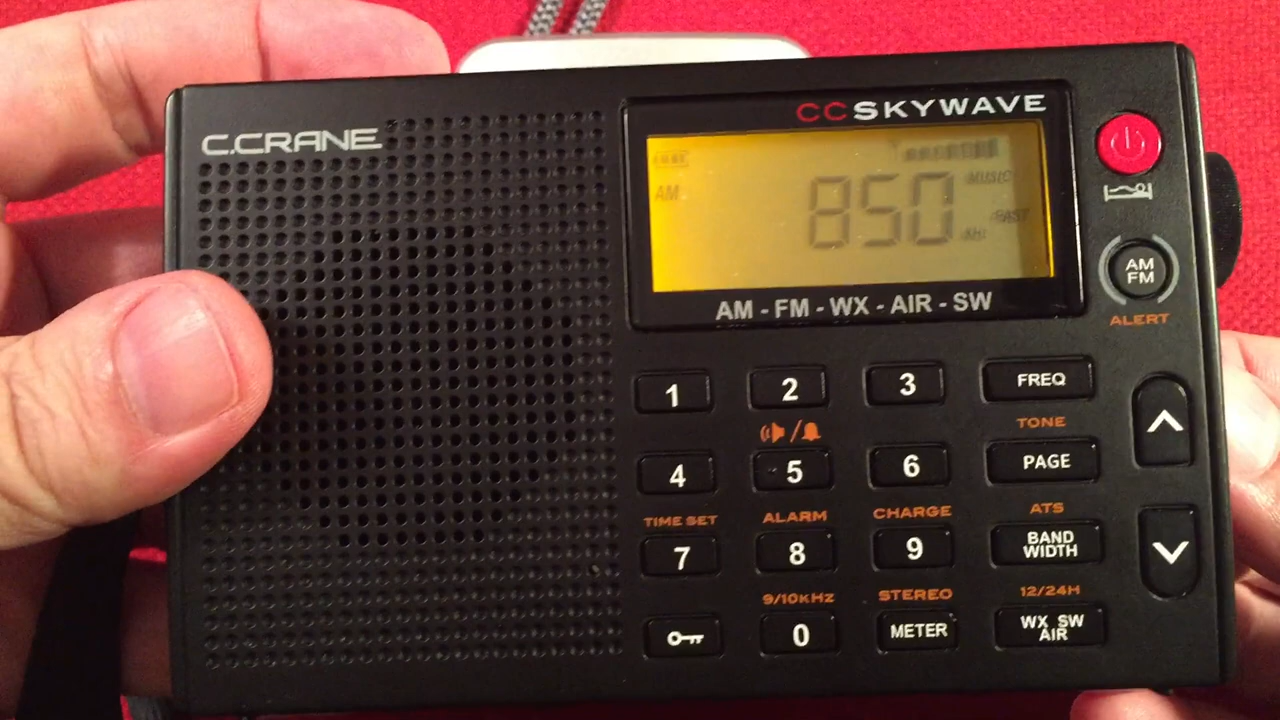 C.CRANE
CCSKYWAVE
AM
850
MUSIC
FAST
KHz
AM - FM - WX - AIR - SW
AM
FM
ALERT
1 2 3 FREQ
TONE
4 5 6 PAGE
TIME SET ALARM CHARGE ATS
7 8 9 BAND
WIDTH
9/10KHZ STEREO 12/24H
0 METER WX SW
AIR